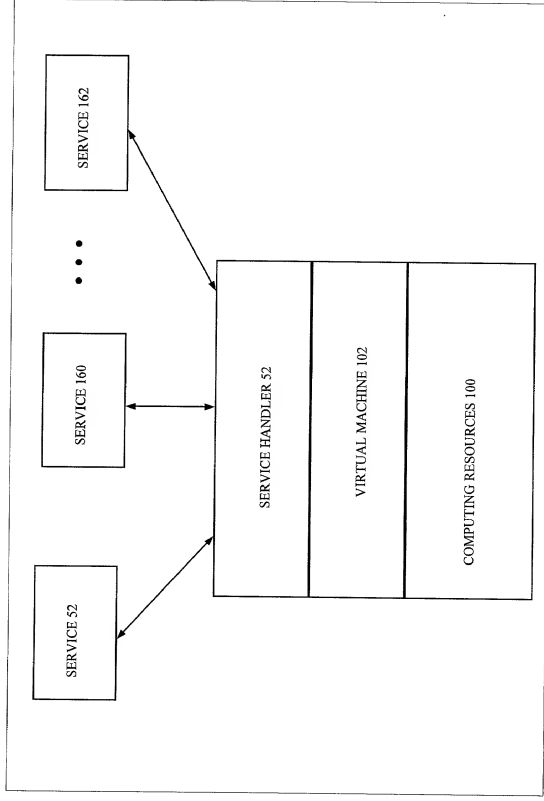 SERVICE 52
SERVICE 160
SERVICE 162
SERVICE HANDLER 52
VIRTUAL MACHINE 102
COMPUTING RESOURCES 100